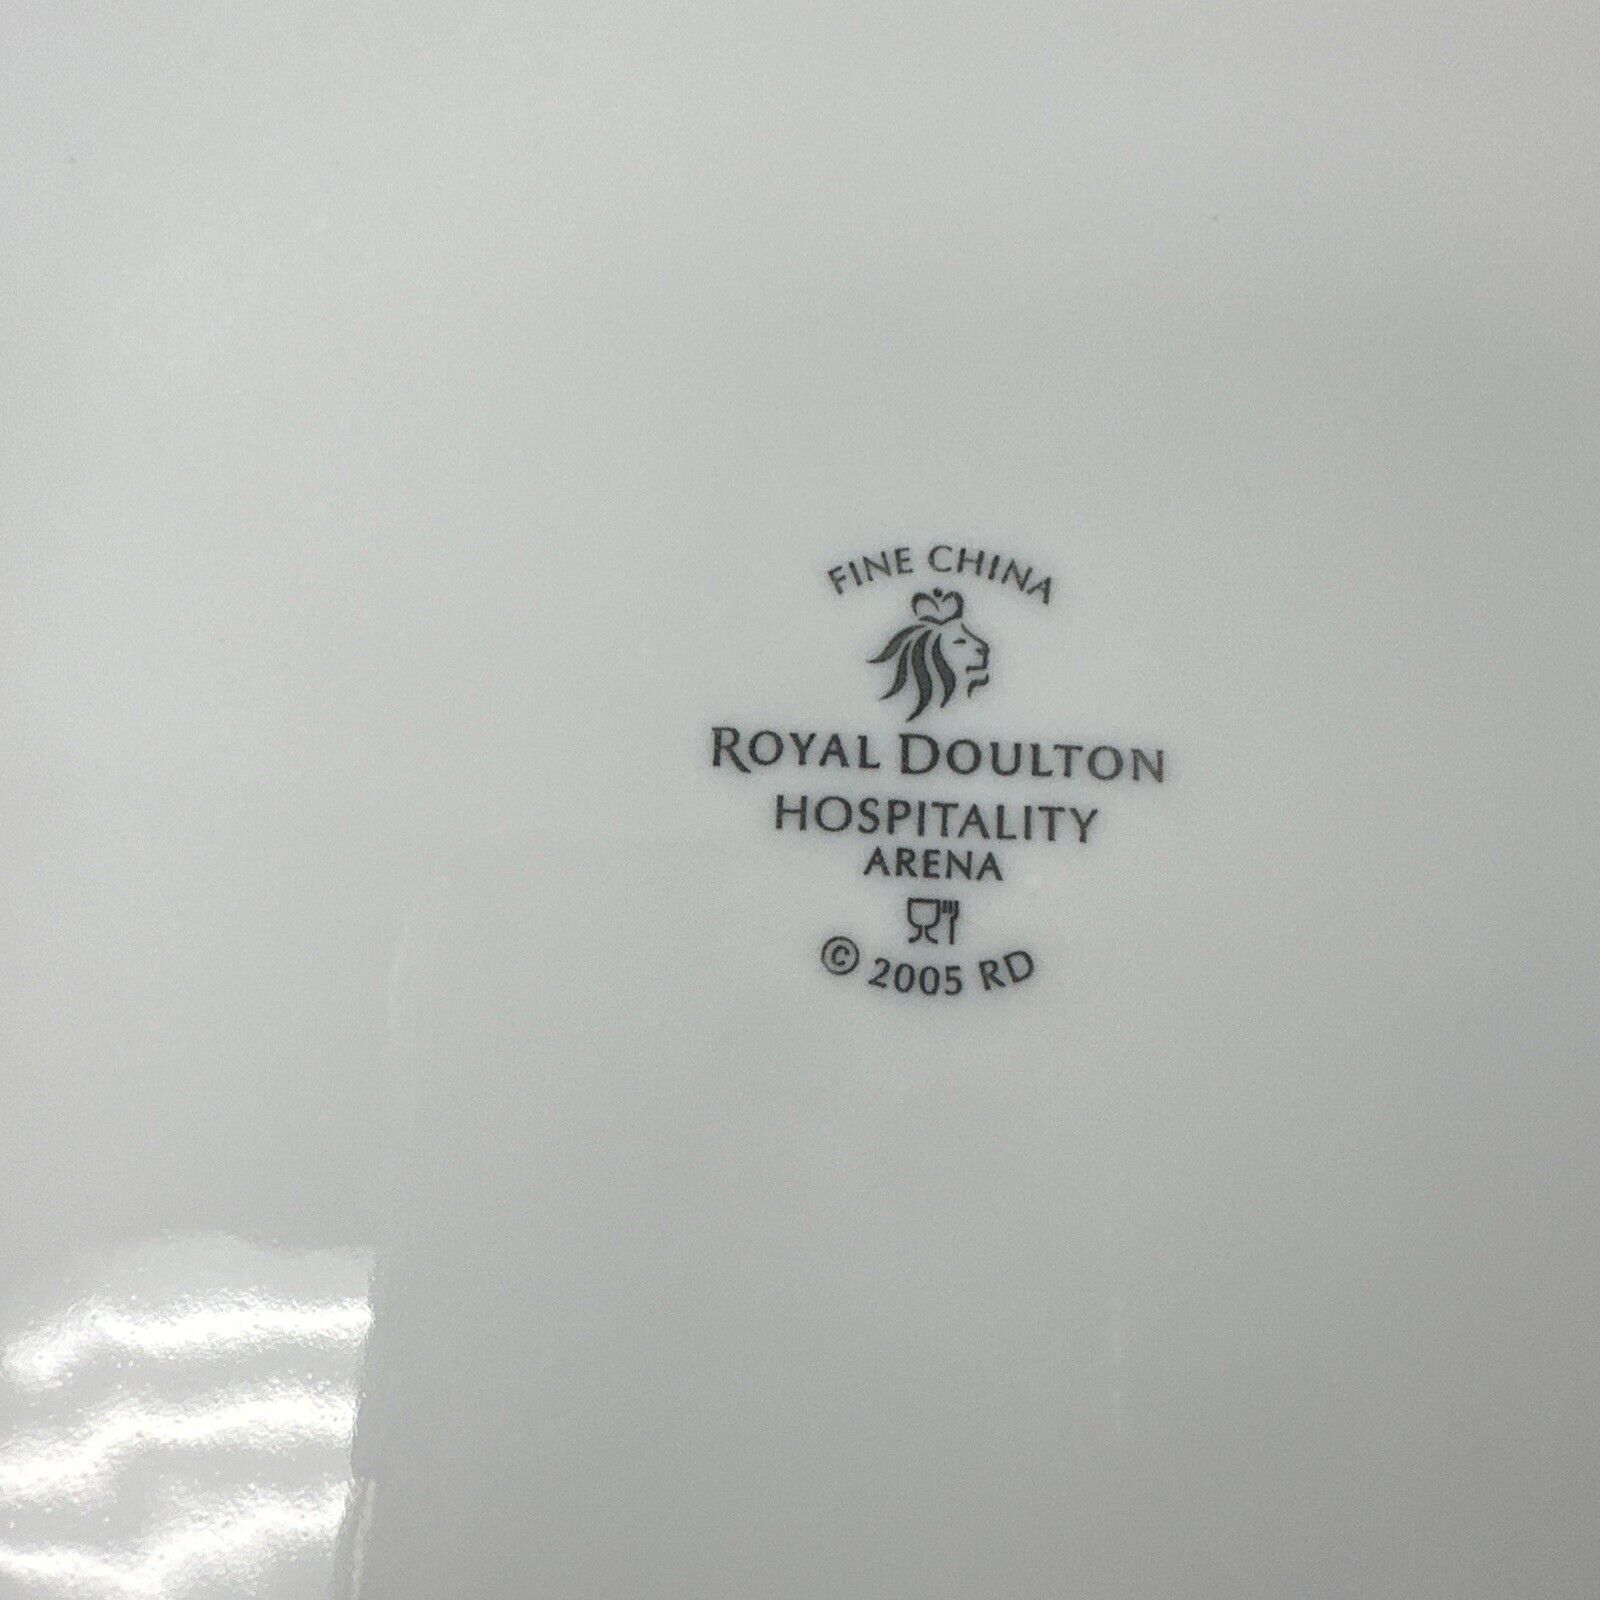 FINE CHINA
ROYAL DOULTON
HOSPITALITY
ARENA
© 2005 RD